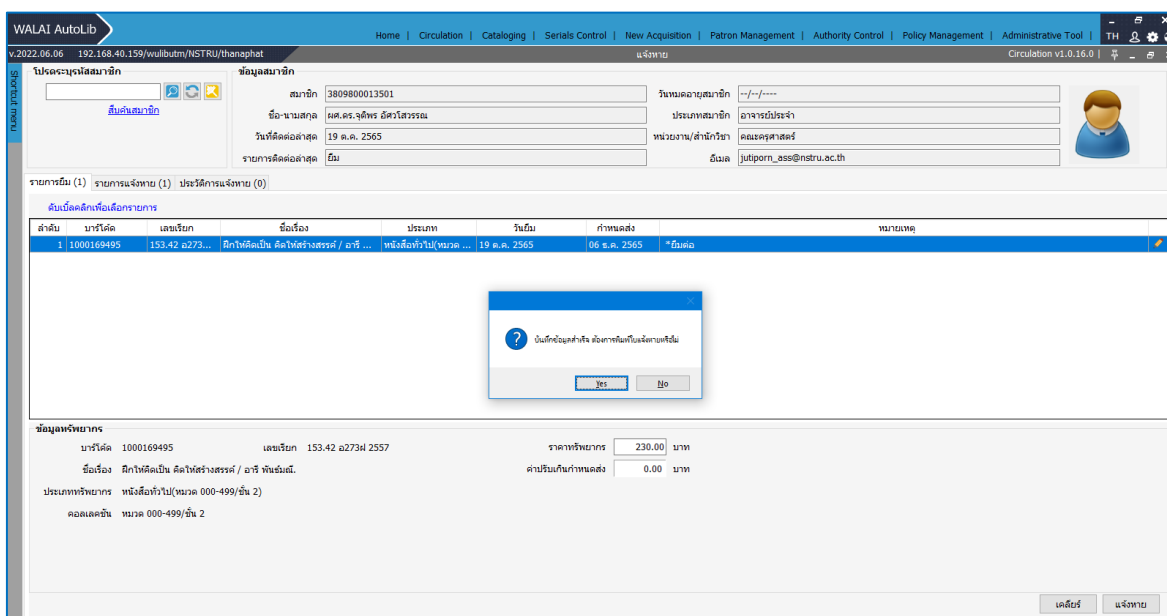 WALAI AutoLib
Home | Circulation | Cataloging | Serials Control | New Acquisition | Patron Management | Authority Control | Policy Management | Administrative Tool | TH
v.2022.06.06 192.168.40.159/wulibutm/NSTRU/thanaphat แจ้งหาย Circulation v1.0.16.0 |
Shortcut menu
โปรดระบุรหัสสมาชิก ข้อมูลสมาชิก
สมาชิก 3809800013501 วันหมดอายุสมาชิก --/--/----
สืบค้นสมาชิก
ชื่อ-นามสกุล ผศ.ดร.จุติพร อัศวโสวรรณ ประเภทสมาชิก อาจารย์ประจำ
วันที่ติดต่อล่าสุด 19 ต.ค. 2565 หน่วยงาน/สำนักวิชา คณะครุศาสตร์
รายการติดต่อล่าสุด ยืม อีเมล jutiporn_ass@nstru.ac.th
รายการยืม (1) รายการแจ้งหาย (1) ประวัติการแจ้งหาย (0)
ดับเบิ้ลคลิกเพื่อเลือกรายการ
ลำดับ บาร์โค้ด เลขเรียก ชื่อเรื่อง ประเภท วันยืม กำหนดส่ง หมายเหตุ
1 1000169495 153.42 อ273... ฝึกให้คิดเป็น คิดให้สร้างสรรค์ / อารี ... หนังสือทั่วไป(หมวด ... 19 ต.ค. 2565 06 ธ.ค. 2565 *ยืมต่อ
บันทึกข้อมูลสำเร็จ ต้องการพิมพ์ใบแจ้งหายหรือไม่
Yes No
ข้อมูลทรัพยากร
บาร์โค้ด 1000169495 เลขเรียก 153.42 อ273ฝ 2557 ราคาทรัพยากร 230.00 บาท
ชื่อเรื่อง ฝึกให้คิดเป็น คิดให้สร้างสรรค์ / อารี พันธ์มณี. ค่าปรับเกินกำหนดส่ง 0.00 บาท
ประเภททรัพยากร หนังสือทั่วไป(หมวด 000-499/ชั้น 2)
คอลเลคชัน หมวด 000-499/ชั้น 2
เคลียร์ แจ้งหาย